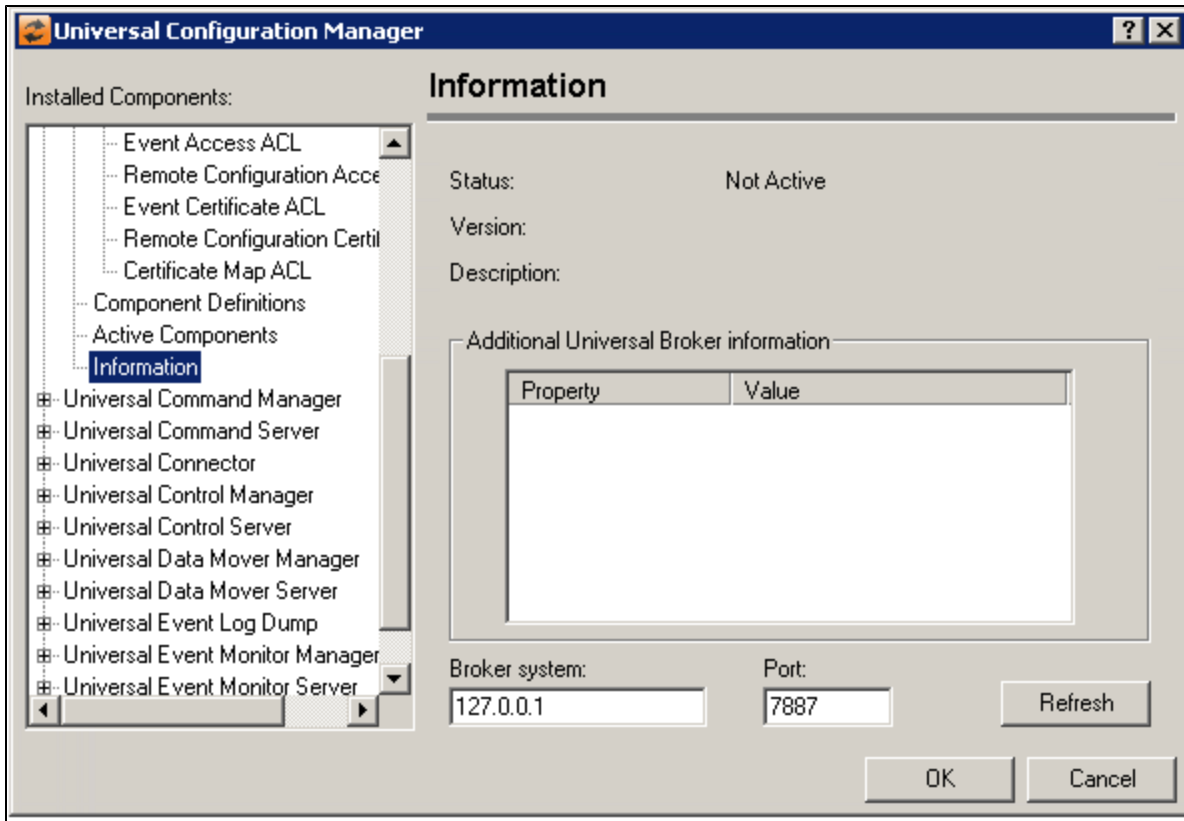 Universal Configuration Manager
Installed Components:
Event Access ACL
Remote Configuration Acce
Event Certificate ACL
Remote Configuration Certif
Certificate Map ACL
Component Definitions
Active Components
Information
Universal Command Manager
Universal Command Server
Universal Connector
Universal Control Manager
Universal Control Server
Universal Data Mover Manager
Universal Data Mover Server
Universal Event Log Dump
Universal Event Monitor Manager
Universal Event Monitor Server
Information
Status: Not Active
Version:
Description:
Additional Universal Broker information
Property Value
Broker system: Port:
127.0.0.1 7887 Refresh
OK Cancel